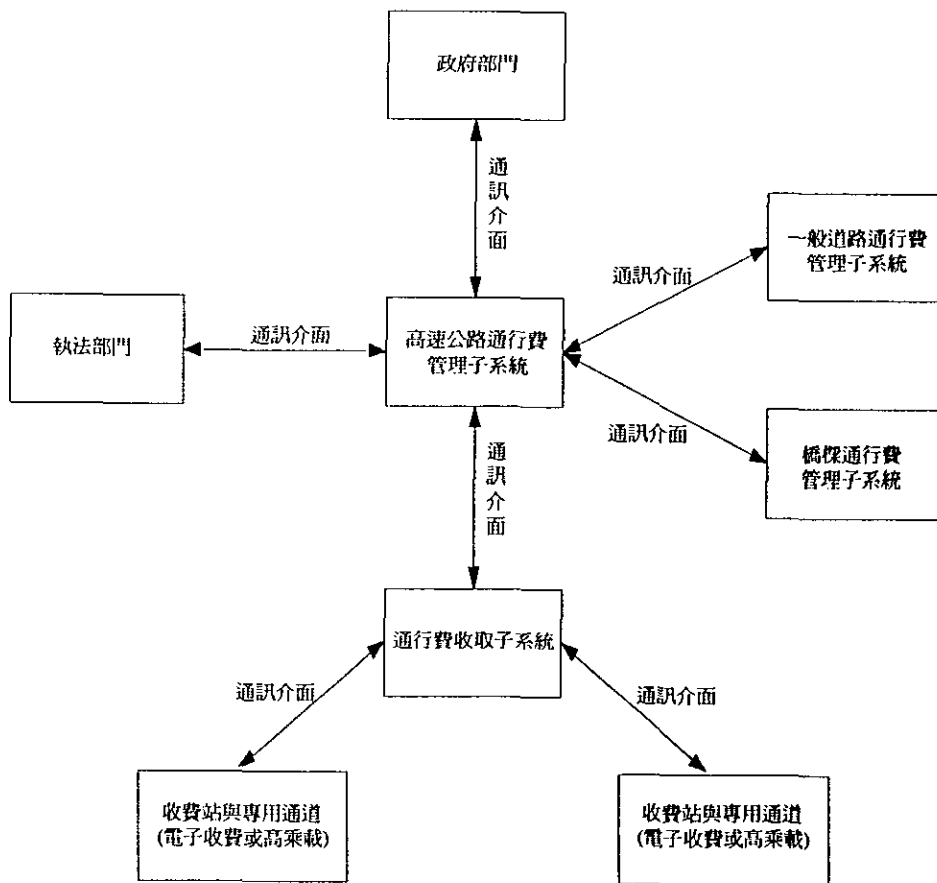 政府部門
通訊介面
一般道路通行費
管理子系統
通訊介面
執法部門
通訊介面
高速公路通行費
管理子系統
通訊介面
橋樑通行費
管理子系統
通訊介面
通行費收取子系統
通訊介面
通訊介面
收費站與專用通道
(電子收費或高乘載)
收費站與專用通道
(電子收費或高乘載)